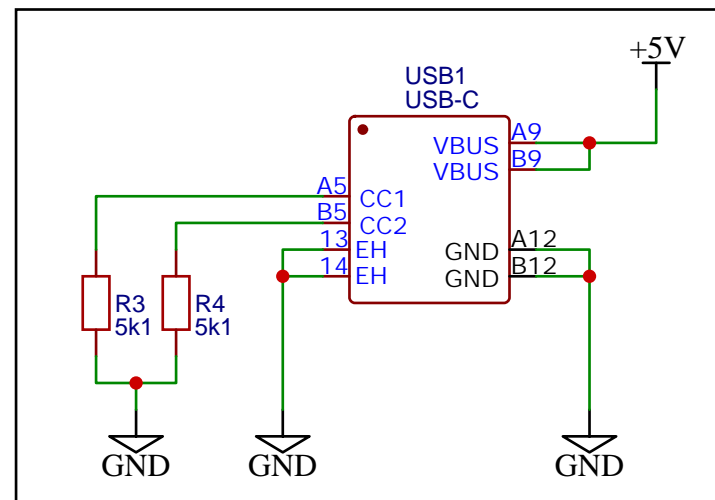 +5V
USB1
USB-C
A9
VBUS
B9
VBUS
A5
CC1
B5
CC2
13
EH
14
EH
A12
GND
B12
GND
R3
5k1
R4
5k1
GND
GND
GND